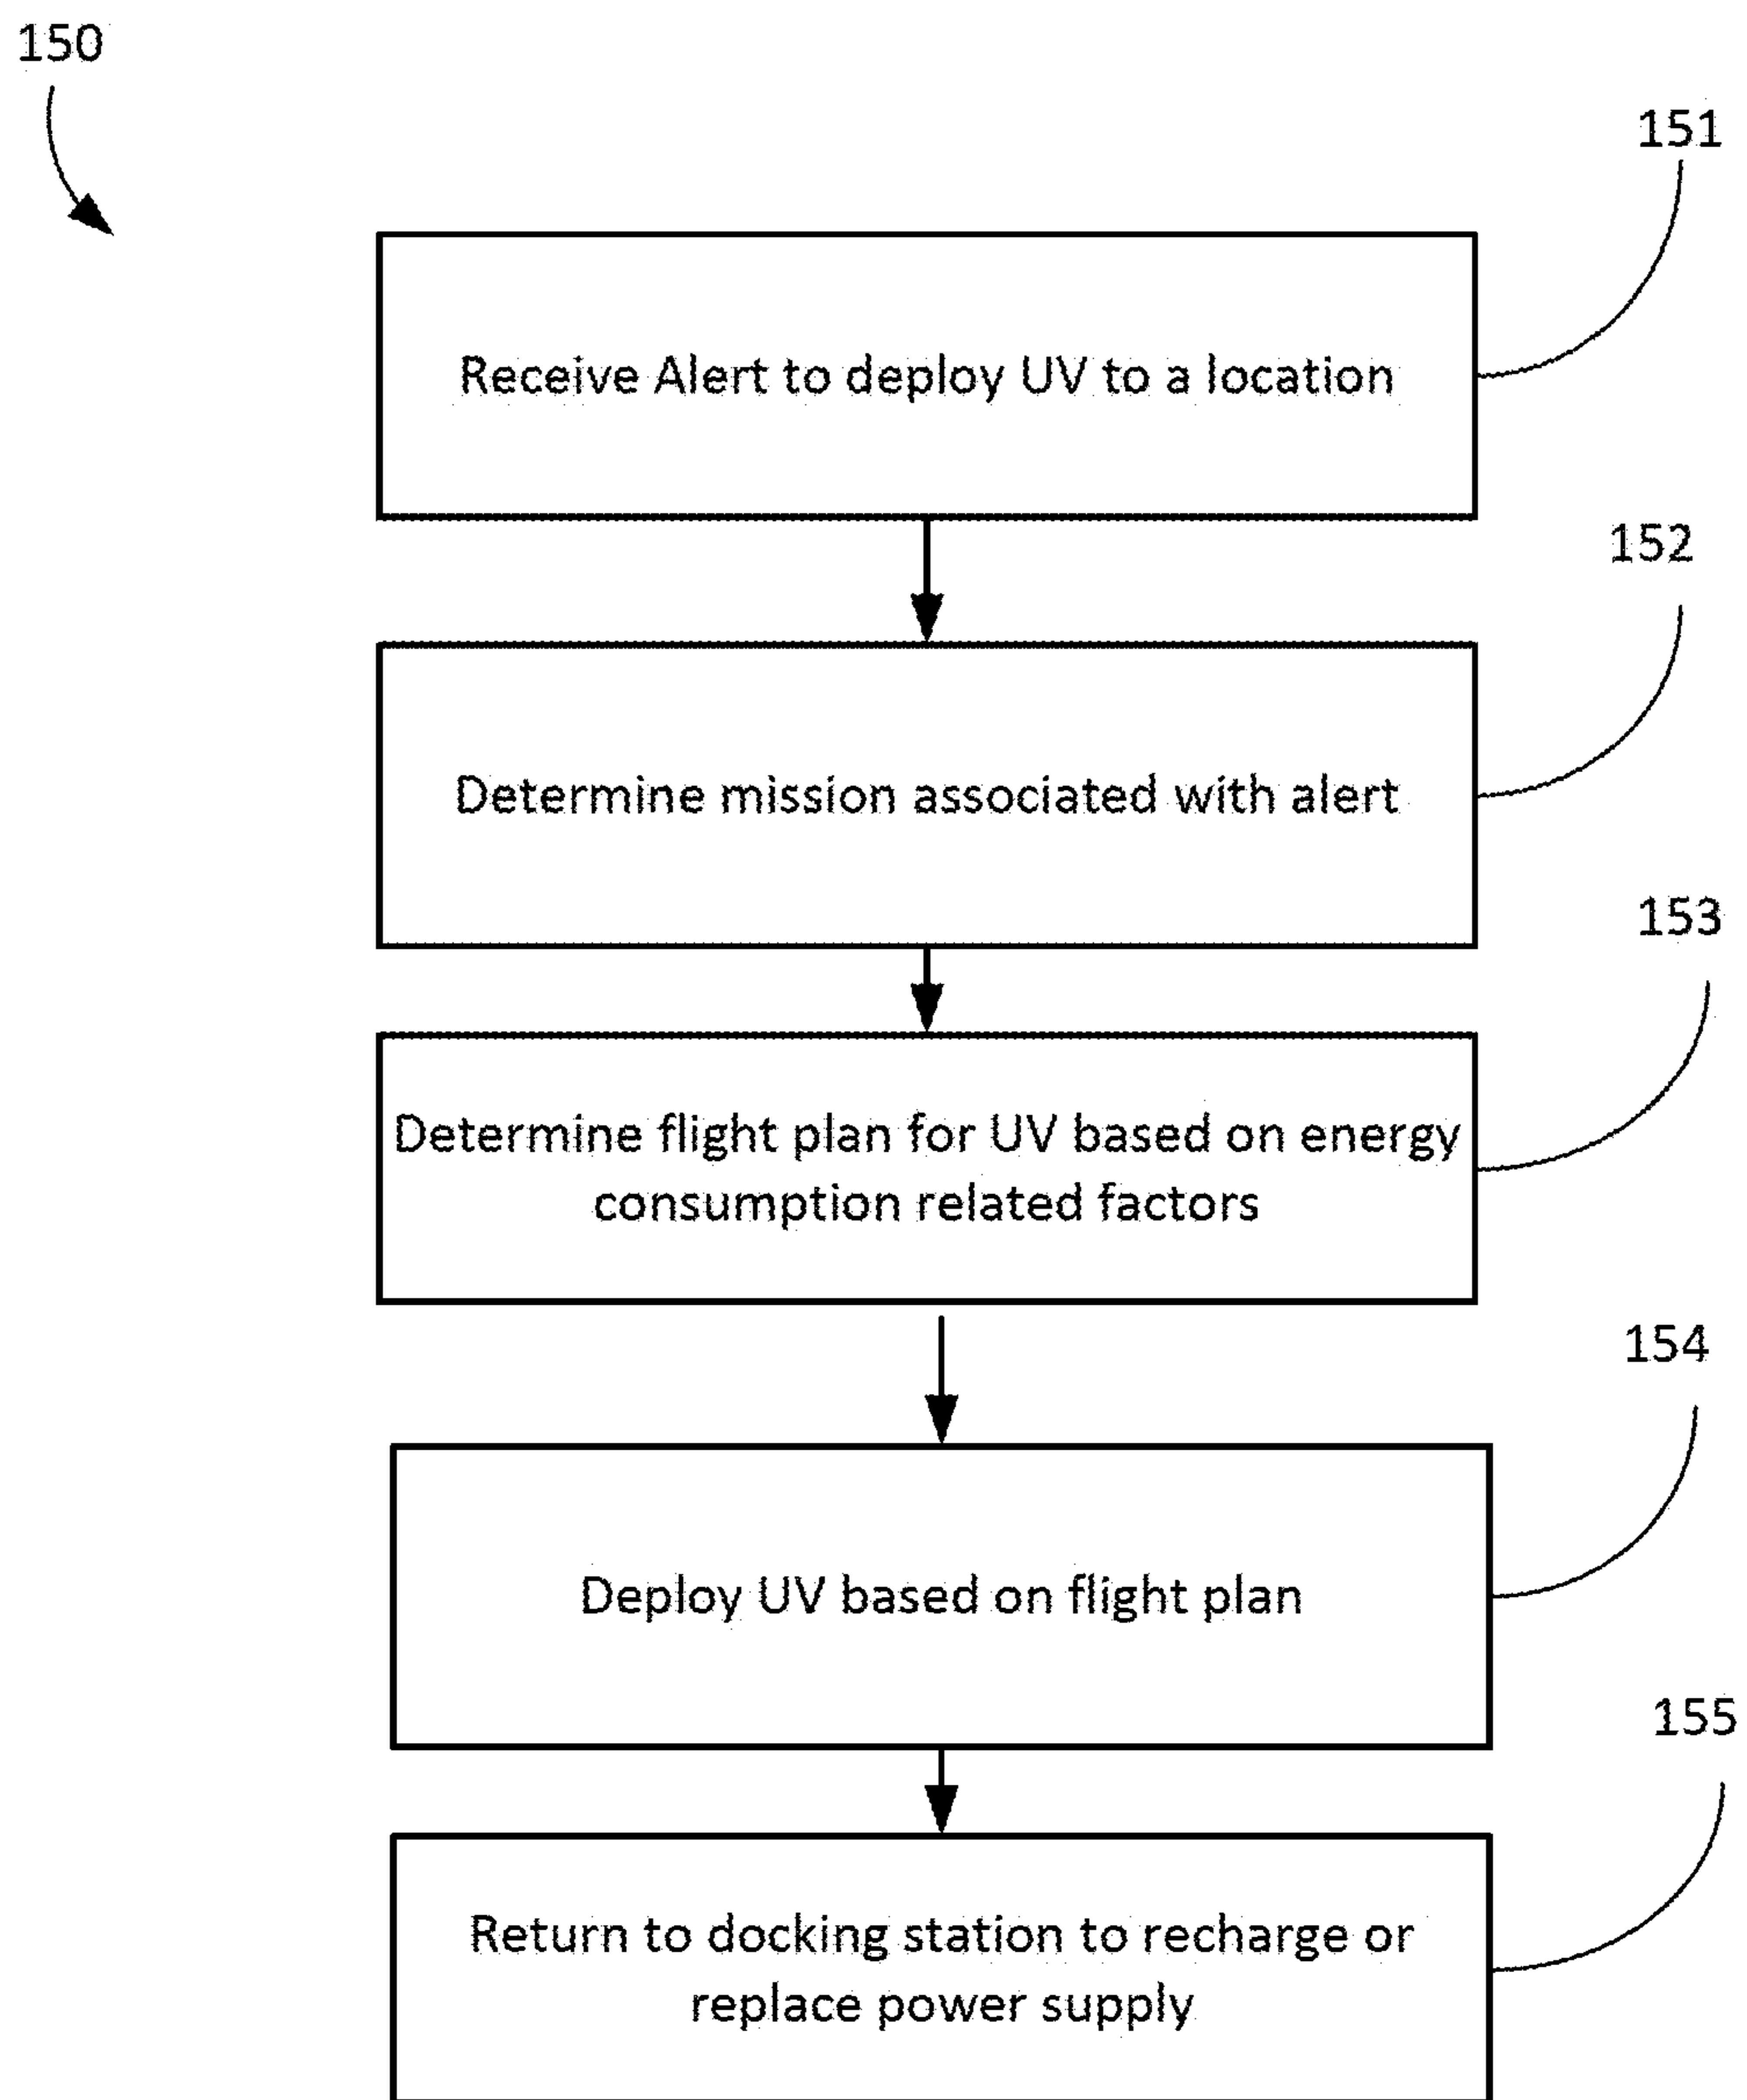 150
151
Receive Alert to deploy UV to a location
152
Determine mission associated with alert
153
Determine flight plan for UV based on energy
consumption related factors
154
Deploy UV based on flight plan
155
Return to docking station to recharge or
replace power supply